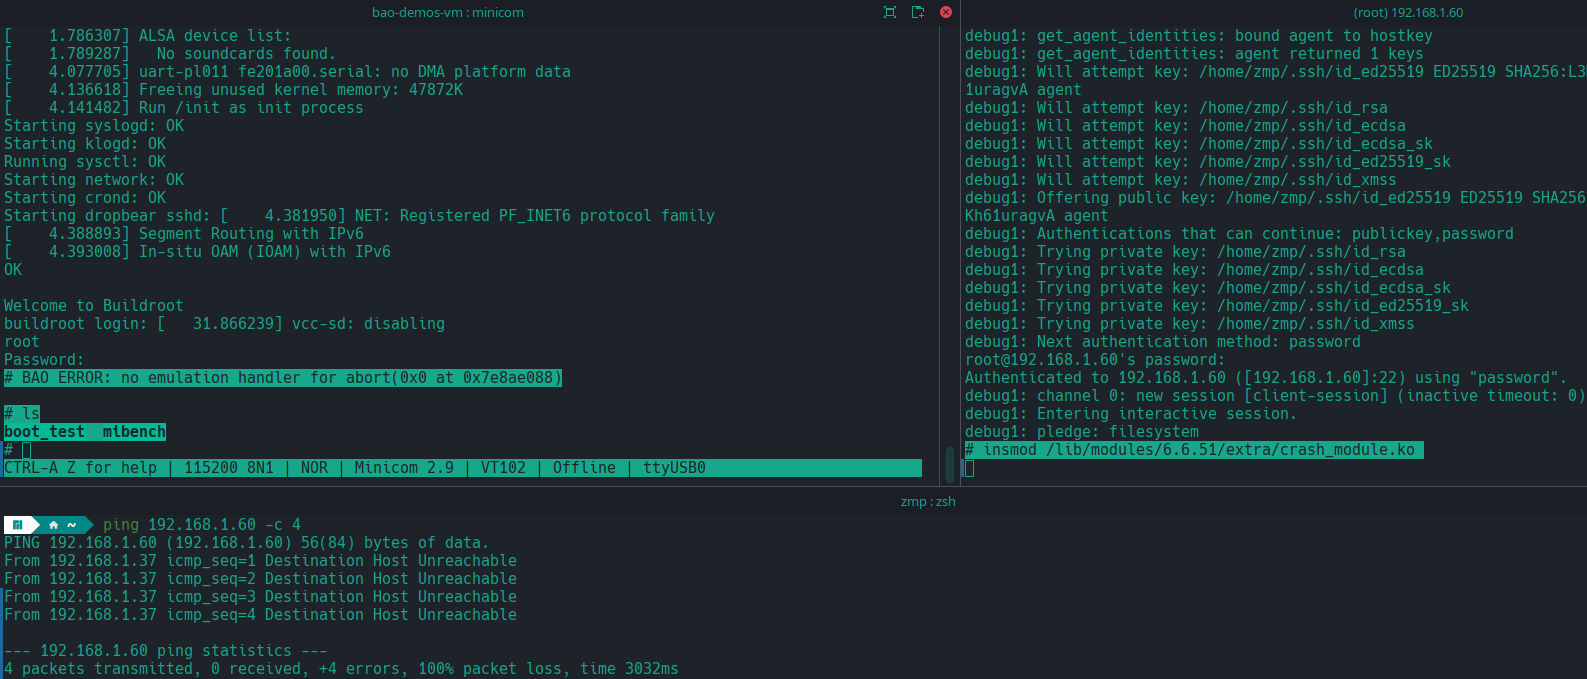 bao-demos-vm : minicom
[    1.786307] ALSA device list:
[    1.789287]   No soundcards found.
[    4.077705] uart-pl011 fe201a00.serial: no DMA platform data
[    4.136618] Freeing unused kernel memory: 47872K
[    4.141482] Run /init as init process
Starting syslogd: OK
Starting klogd: OK
Running sysctl: OK
Starting network: OK
Starting crond: OK
Starting dropbear sshd: [    4.381950] NET: Registered PF_INET6 protocol family
[    4.388893] Segment Routing with IPv6
[    4.393008] In-situ OAM (IOAM) with IPv6
OK
Welcome to Buildroot
buildroot login: [   31.866239] vcc-sd: disabling
root
Password:
# BAO ERROR: no emulation handler for abort(0x0 at 0x7e8ae088)
# ls
boot_test  mibench
#
CTRL-A Z for help | 115200 8N1 | NOR | Minicom 2.9 | VT102 | Offline | ttyUSB0
(root) 192.168.1.60
debug1: get_agent_identities: bound agent to hostkey
debug1: get_agent_identities: agent returned 1 keys
debug1: Will attempt key: /home/zmp/.ssh/id_ed25519 ED25519 SHA256:L3
1uragvA agent
debug1: Will attempt key: /home/zmp/.ssh/id_rsa
debug1: Will attempt key: /home/zmp/.ssh/id_ecdsa
debug1: Will attempt key: /home/zmp/.ssh/id_ecdsa_sk
debug1: Will attempt key: /home/zmp/.ssh/id_ed25519_sk
debug1: Will attempt key: /home/zmp/.ssh/id_xmss
debug1: Offering public key: /home/zmp/.ssh/id_ed25519 ED25519 SHA256
Kh61uragvA agent
debug1: Authentications that can continue: publickey,password
debug1: Trying private key: /home/zmp/.ssh/id_rsa
debug1: Trying private key: /home/zmp/.ssh/id_ecdsa
debug1: Trying private key: /home/zmp/.ssh/id_ecdsa_sk
debug1: Trying private key: /home/zmp/.ssh/id_ed25519_sk
debug1: Trying private key: /home/zmp/.ssh/id_xmss
debug1: Next authentication method: password
root@192.168.1.60's password:
Authenticated to 192.168.1.60 ([192.168.1.60]:22) using "password".
debug1: channel 0: new session [client-session] (inactive timeout: 0)
debug1: Entering interactive session.
debug1: pledge: filesystem
# insmod /lib/modules/6.6.51/extra/crash_module.ko
zmp : zsh
~ ping 192.168.1.60 -c 4
PING 192.168.1.60 (192.168.1.60) 56(84) bytes of data.
From 192.168.1.37 icmp_seq=1 Destination Host Unreachable
From 192.168.1.37 icmp_seq=2 Destination Host Unreachable
From 192.168.1.37 icmp_seq=3 Destination Host Unreachable
From 192.168.1.37 icmp_seq=4 Destination Host Unreachable
--- 192.168.1.60 ping statistics ---
4 packets transmitted, 0 received, +4 errors, 100% packet loss, time 3032ms